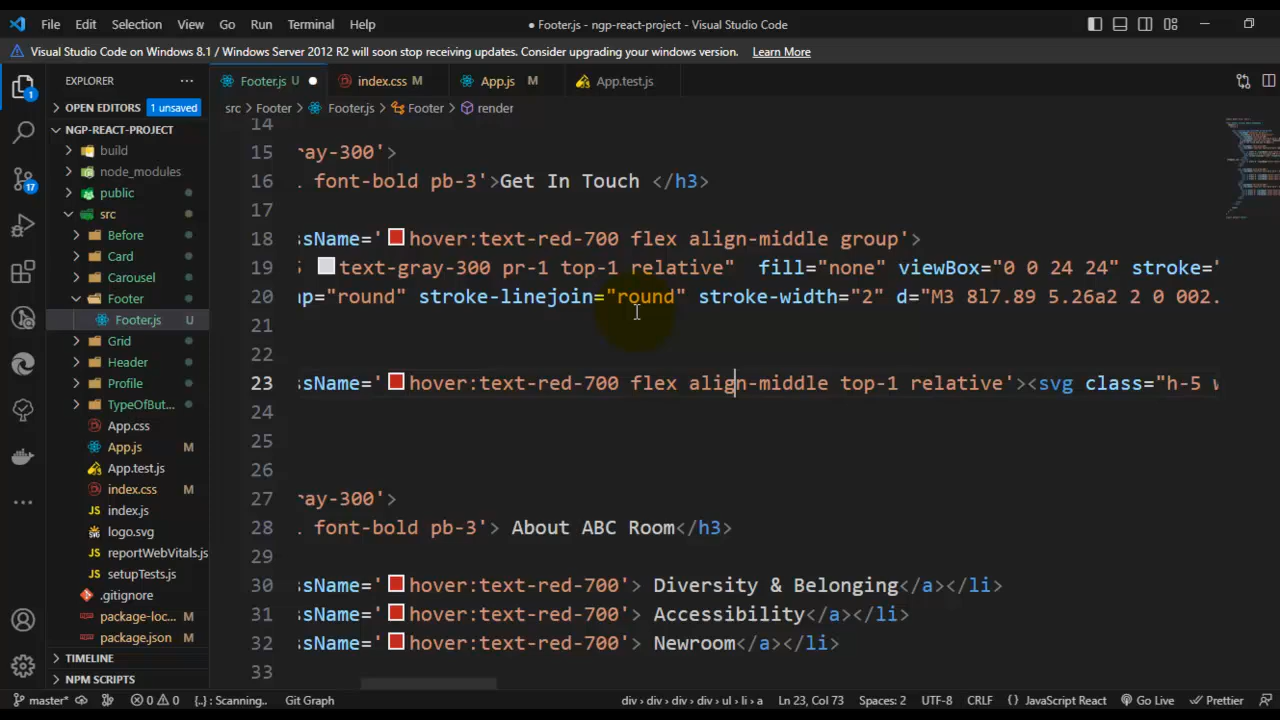 File Edit Selection View Go Run Terminal Help ● Footer.js - ngp-react-project - Visual Studio Code
Visual Studio Code on Windows 8.1 / Windows Server 2012 R2 will soon stop receiving updates. Consider upgrading your windows version. Learn More
EXPLORER ··· Footer.js U ● index.css M App.js M App.test.js
OPEN EDITORS 1 unsaved src > Footer > Footer.js > Footer > render
NGP-REACT-PROJECT
build
node_modules
public
src
Before
Card
Carousel
Footer
Footer.js U
Grid
Header
Profile
TypeOfBut...
App.css
App.js M
App.test.js
index.css M
index.js
logo.svg
reportWebVitals.js
setupTests.js
.gitignore
package-loc... M
package.json M
TIMELINE
NPM SCRIPTS
1
17
14
15 ray-300'>
16 . font-bold pb-3'>Get In Touch </h3>
17
18 sName='hover:text-red-700 flex align-middle group'>
19 text-gray-300 pr-1 top-1 relative" fill="none" viewBox="0 0 24 24" stroke='
20 p="round" stroke-linejoin="round" stroke-width="2" d="M3 8l7.89 5.26a2 2 0 002.
21
22
23 sName='hover:text-red-700 flex align-middle top-1 relative'><svg class="h-5 w
24
25
26
27 ray-300'>
28 . font-bold pb-3'> About ABC Room</h3>
29
30 sName='hover:text-red-700'> Diversity & Belonging</a></li>
31 sName='hover:text-red-700'> Accessibility</a></li>
32 sName='hover:text-red-700'> Newroom</a></li>
33
master* 0 0 {..} : Scanning.. Git Graph div > div > div > div > ul > li > a Ln 23, Col 73 Spaces: 2 UTF-8 CRLF {} JavaScript React Go Live Prettier